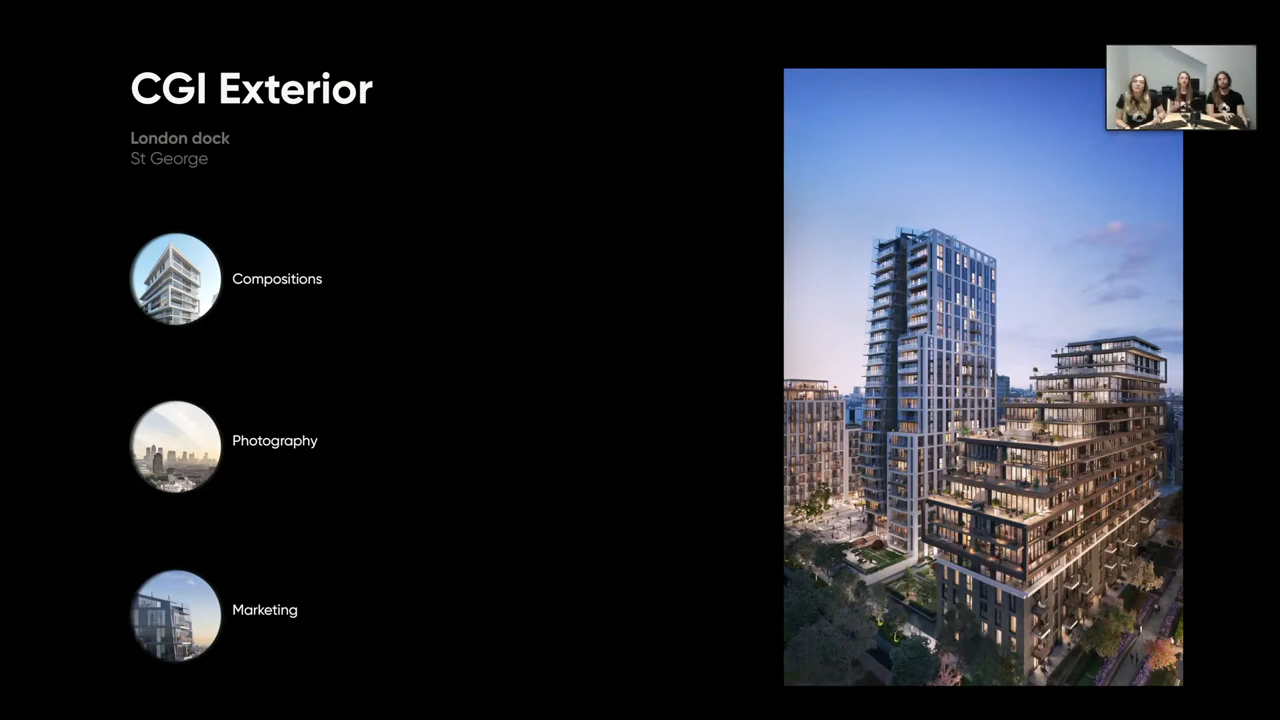 CGI Exterior
London dock
St George
Compositions
Photography
Marketing